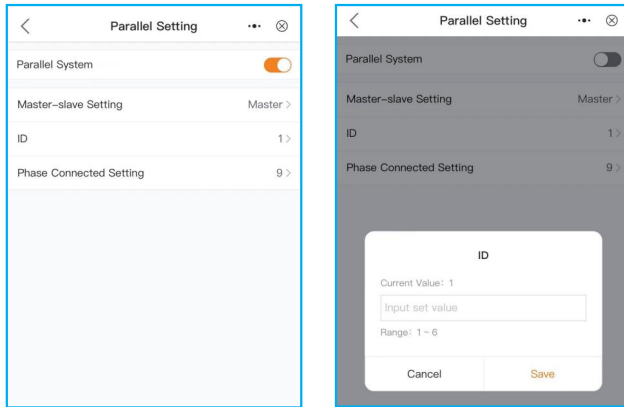 Parallel Setting
Parallel System
Master-slave Setting Master >
ID 1 >
Phase Connected Setting 9 >
Parallel Setting
Parallel System
Master-slave Setting Master >
ID 1 >
Phase Connected Setting 9 >
ID
Current Value: 1
Input set value
Range: 1 ~ 6
Cancel Save